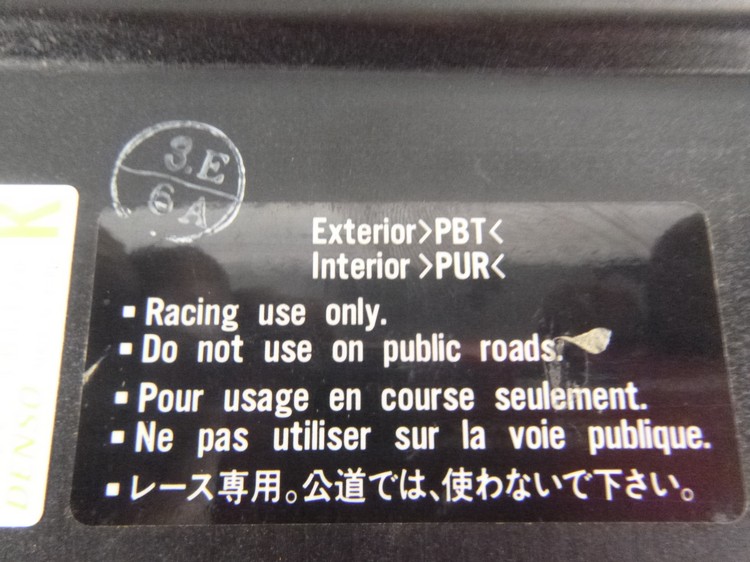 3.E
6A
Exterior>PBT<
Interior >PUR<
▪ Racing use only.
▪ Do not use on public roads.
▪ Pour usage en course seulement.
▪ Ne pas utiliser sur la voie publique.
▪ レース専用。公道では、使わないで下さい。
K
DENSO